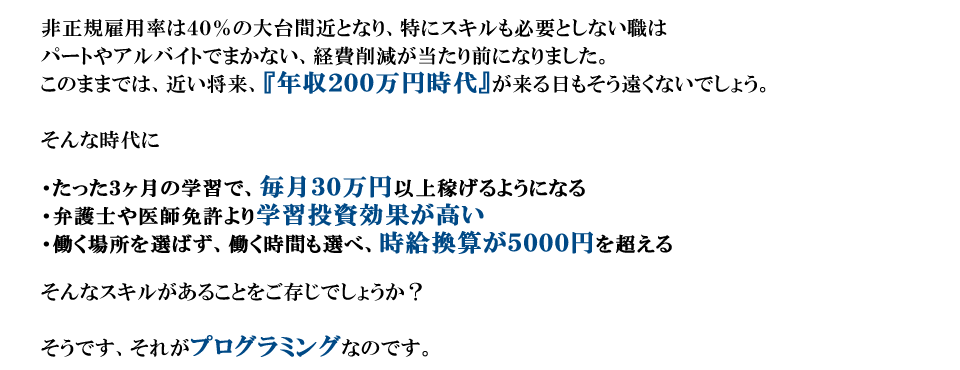 非正規雇用率は40％の大台間近となり、特にスキルも必要としない職は
パートやアルバイトでまかない、経費削減が当たり前になりました。
このままでは、近い将来、『年収200万円時代』が来る日もそう遠くないでしょう。
そんな時代に
・たった3ヶ月の学習で、毎月30万円以上稼げるようになる
・弁護士や医師免許より学習投資効果が高い
・働く場所を選ばず、働く時間も選べ、時給換算が5000円を超える
そんなスキルがあることをご存じでしょうか？
そうです、それがプログラミングなのです。